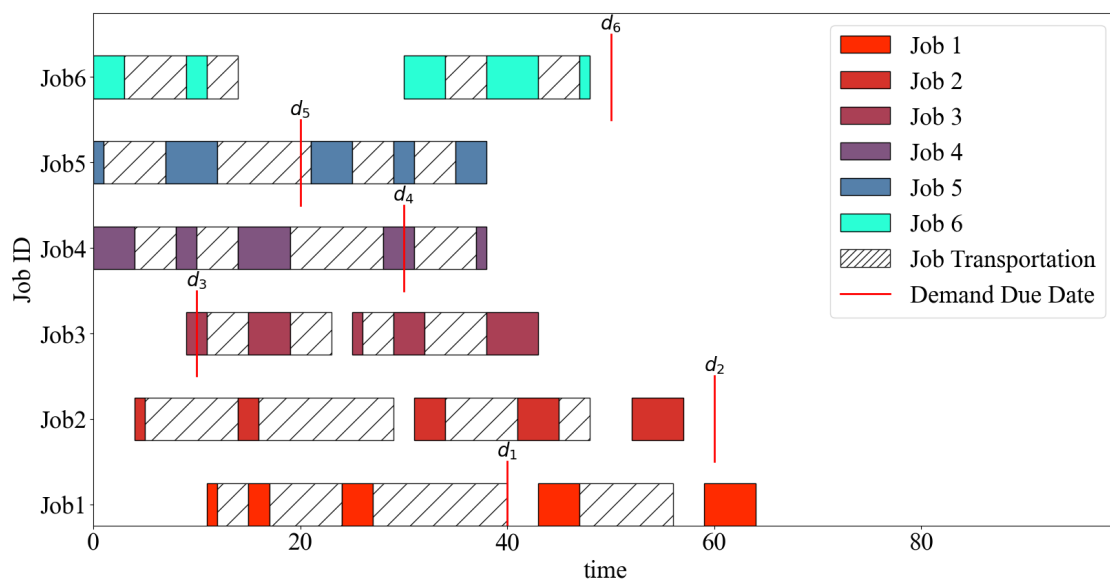 d6
Job6
d5
Job5
d4
Job4
d3
Job3
d2
Job2
d1
Job1
Job ID
0 20 40 60 80
time
Job 1
Job 2
Job 3
Job 4
Job 5
Job 6
Job Transportation
Demand Due Date